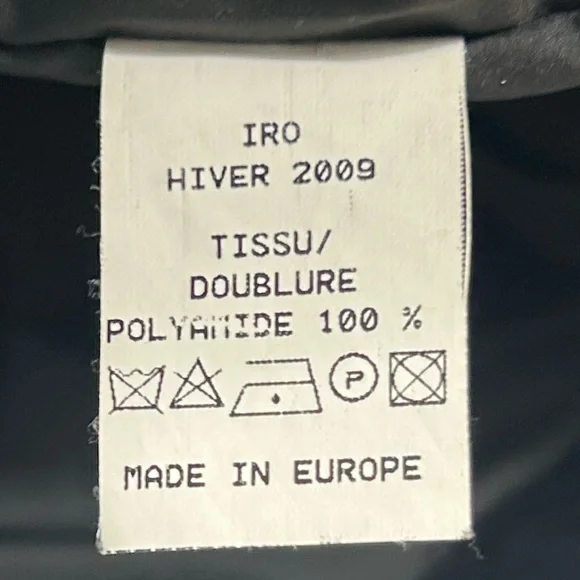 IRO
HIVER 2009
TISSU/
DOUBLURE
POLYAMIDE 100 %
P
MADE IN EUROPE